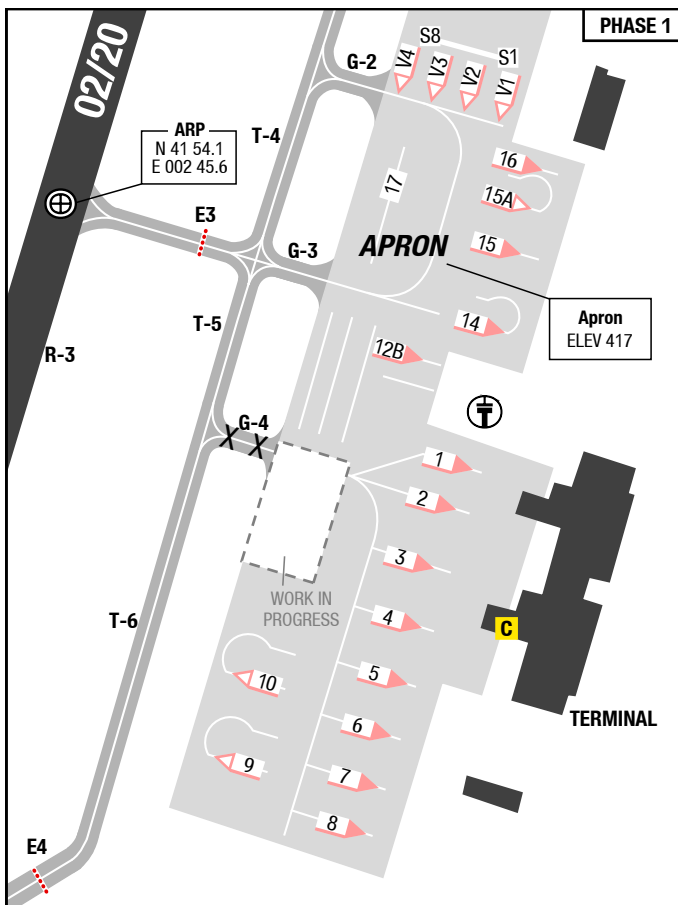 PHASE 1
02/20
S8
S1
G-2
V4
V3
V2
V1
T-4
ARP
N 41 54.1
E 002 45.6
16
17
15A
E3
15
G-3
APRON
T-5
14
Apron
ELEV 417
R-3
12B
G-4
X X
1
2
3
WORK IN
PROGRESS
4
T-6
C
5
10
TERMINAL
6
9
7
8
E4